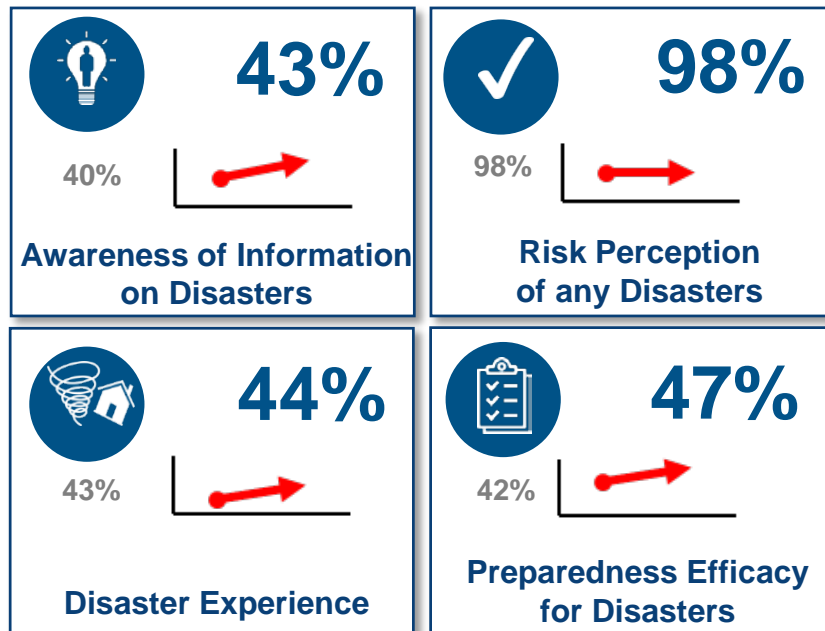 43%
40%
Awareness of Information
on Disasters
98%
98%
Risk Perception
of any Disasters
44%
43%
Disaster Experience
47%
42%
Preparedness Efficacy
for Disasters